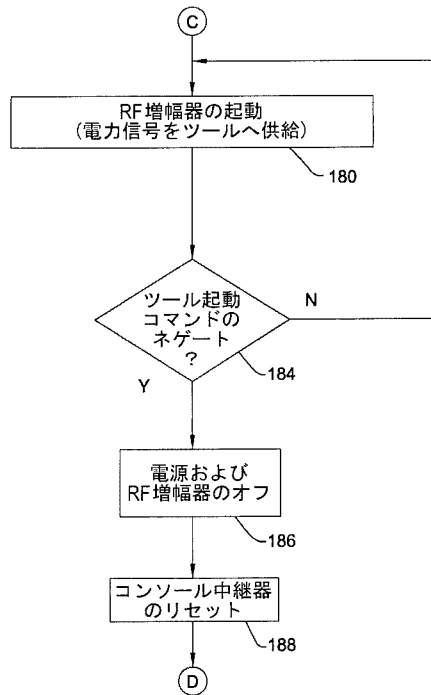 C
RF増幅器の起動
(電力信号をツールへ供給)
180
ツール起動
コマンドの
ネゲート
?
N
184
Y
電源および
RF増幅器のオフ
186
コンソール中継器
のリセット
188
D